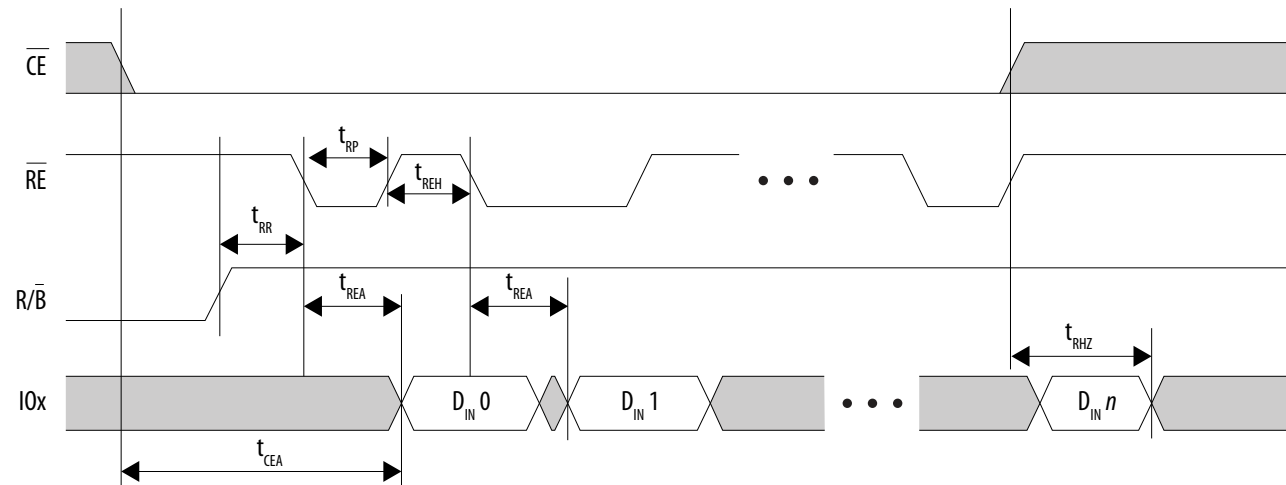 CE
tRP
RE
tREH
• • •
tRR
R/B
tREA
tREA
tRHZ
IOx
DIN 0
DIN 1
• • •
DIN n
tCEA